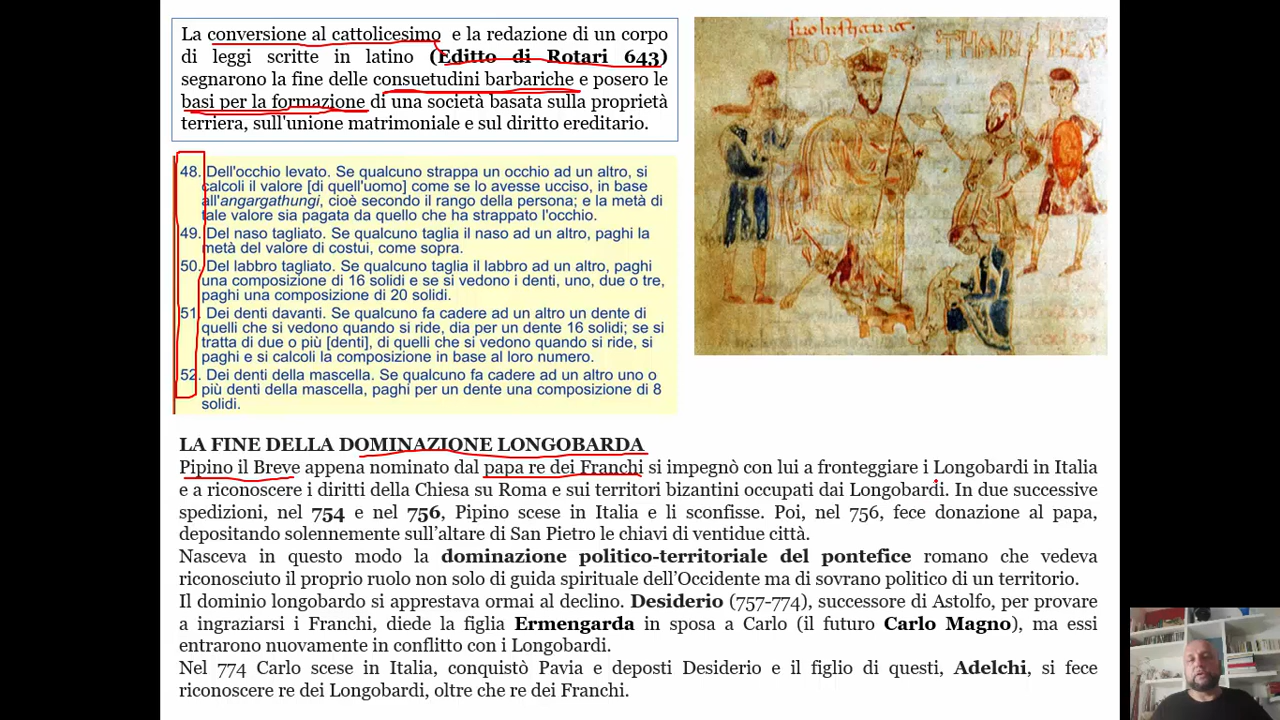 La conversione al cattolicesimo e la redazione di un corpo
di leggi scritte in latino (Editto di Rotari 643)
segnarono la fine delle consuetudini barbariche e posero le
basi per la formazione di una società basata sulla proprietà
terriera, sull'unione matrimoniale e sul diritto ereditario.
48. Dell'occhio levato. Se qualcuno strappa un occhio ad un altro, si
calcoli il valore [di quell'uomo] come se lo avesse ucciso, in base
all'angargathungi, cioè secondo il rango della persona; e la metà di
tale valore sia pagata da quello che ha strappato l'occhio.
49. Del naso tagliato. Se qualcuno taglia il naso ad un altro, paghi la
metà del valore di costui, come sopra.
50. Del labbro tagliato. Se qualcuno taglia il labbro ad un altro, paghi
una composizione di 16 solidi e se si vedono i denti, uno, due o tre,
paghi una composizione di 20 solidi.
51. Dei denti davanti. Se qualcuno fa cadere ad un altro un dente di
quelli che si vedono quando si ride, dia per un dente 16 solidi; se si
tratta di due o più [denti], di quelli che si vedono quando si ride, si
paghi e si calcoli la composizione in base al loro numero.
52. Dei denti della mascella. Se qualcuno fa cadere ad un altro uno o
più denti della mascella, paghi per un dente una composizione di 8
solidi.
LA FINE DELLA DOMINAZIONE LONGOBARDA
Pipino il Breve appena nominato dal papa re dei Franchi si impegnò con lui a fronteggiare i Longobardi in Italia
e a riconoscere i diritti della Chiesa su Roma e sui territori bizantini occupati dai Longobardi. In due successive
spedizioni, nel 754 e nel 756, Pipino scese in Italia e li sconfisse. Poi, nel 756, fece donazione al papa,
depositando solennemente sull'altare di San Pietro le chiavi di ventidue città.
Nasceva in questo modo la dominazione politico-territoriale del pontefice romano che vedeva
riconosciuto il proprio ruolo non solo di guida spirituale dell'Occidente ma di sovrano politico di un territorio.
Il dominio longobardo si apprestava ormai al declino. Desiderio (757-774), successore di Astolfo, per provare
a ingraziarsi i Franchi, diede la figlia Ermengarda in sposa a Carlo (il futuro Carlo Magno), ma essi
entrarono nuovamente in conflitto con i Longobardi.
Nel 774 Carlo scese in Italia, conquistò Pavia e deposti Desiderio e il figlio di questi, Adelchi, si fece
riconoscere re dei Longobardi, oltre che re dei Franchi.